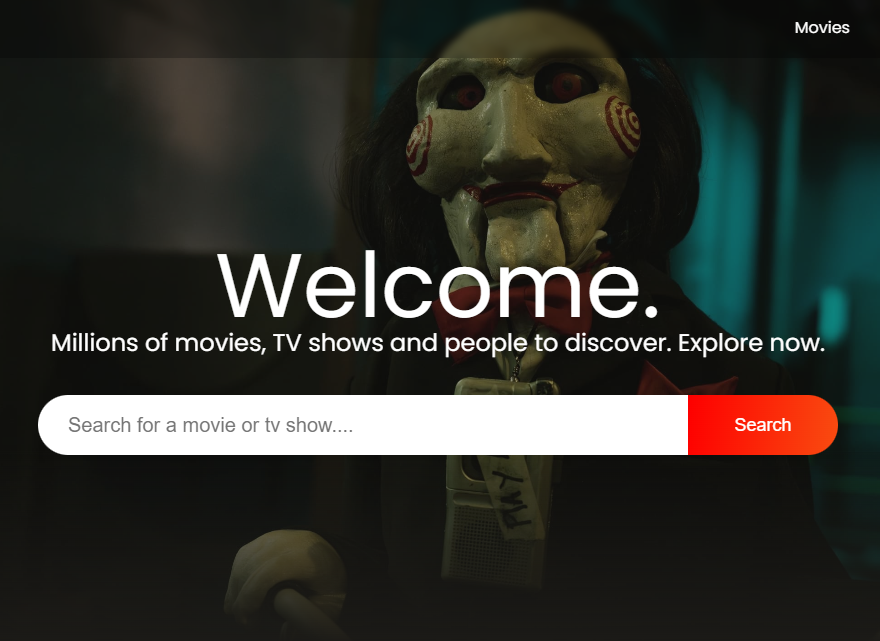 Movies
Welcome.
Millions of movies, TV shows and people to discover. Explore now.
Search for a movie or tv show....
Search
PlAY